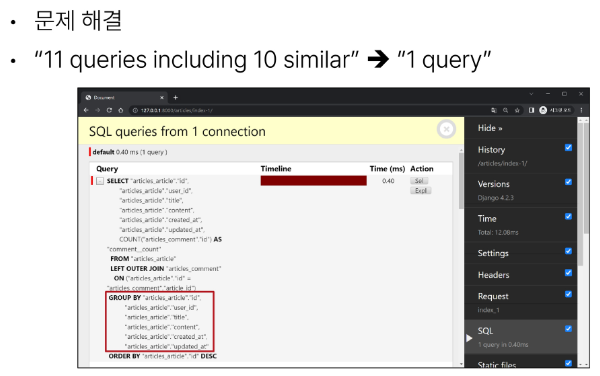 • 문제 해결
• “11 queries including 10 similar” ➔ “1 query”
Document
127.0.0.1:8000/articles/index-1/
SQL queries from 1 connection
default 0.40 ms (1 query )
Query Timeline Time (ms) Action
SELECT "articles_article"."id", 0.40 Sel
"articles_article"."user_id", Expl
"articles_article"."title",
"articles_article"."content",
"articles_article"."created_at",
"articles_article"."updated_at",
COUNT("articles_comment"."id") AS
"comment__count"
FROM "articles_article"
LEFT OUTER JOIN "articles_comment"
ON ("articles_article"."id" =
"articles_comment"."article_id")
GROUP BY "articles_article"."id",
"articles_article"."user_id",
"articles_article"."title",
"articles_article"."content",
"articles_article"."created_at",
"articles_article"."updated_at"
ORDER BY "articles_article"."id" DESC
Hide »
History
/articles/index-1/
Versions
Django 4.2.3
Time
Total: 12.06ms
Settings
Headers
Request
index_1
SQL
1 query in 0.40ms
Static files